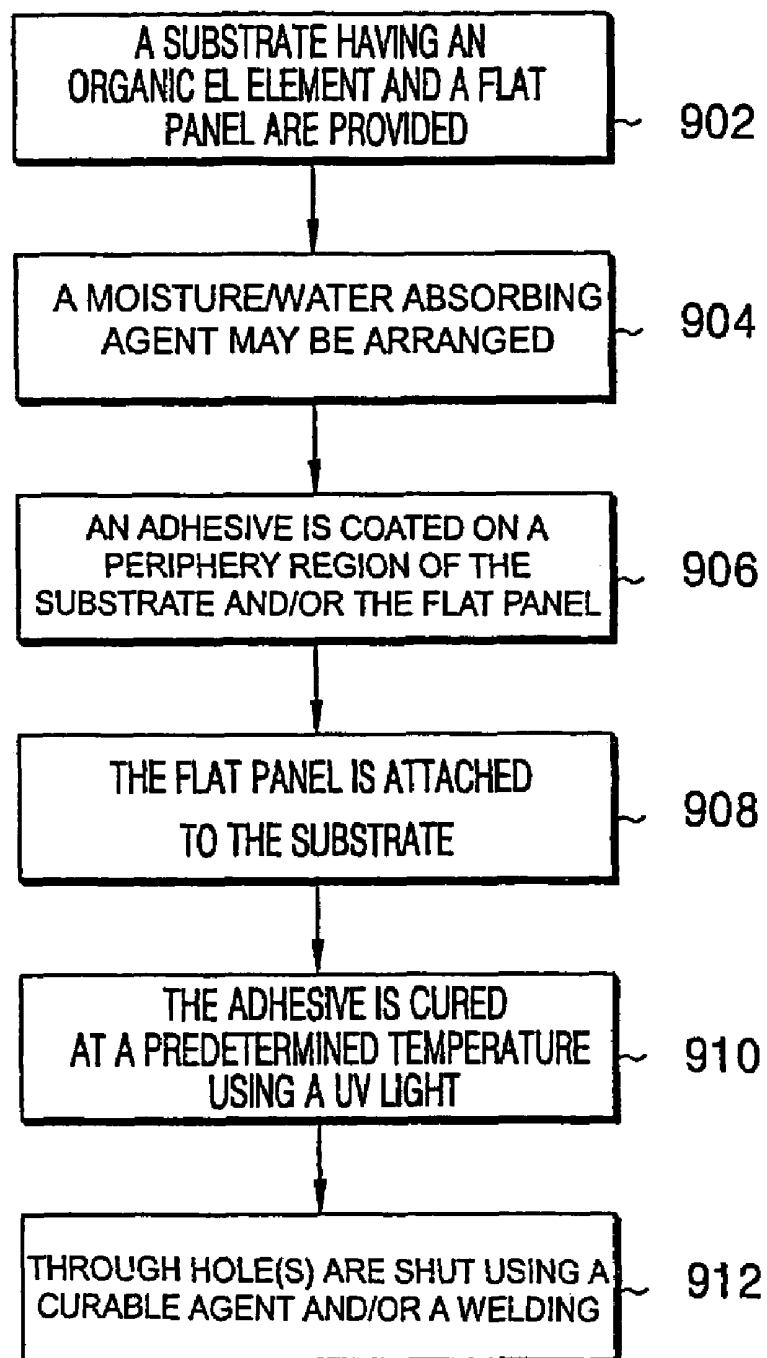 A SUBSTRATE HAVING AN
ORGANIC EL ELEMENT AND A FLAT
PANEL ARE PROVIDED
902
A MOISTURE/WATER ABSORBING
AGENT MAY BE ARRANGED
904
AN ADHESIVE IS COATED ON A
PERIPHERY REGION OF THE
SUBSTRATE AND/OR THE FLAT PANEL
906
THE FLAT PANEL IS ATTACHED
TO THE SUBSTRATE
908
THE ADHESIVE IS CURED
AT A PREDETERMINED TEMPERATURE
USING A UV LIGHT
910
THROUGH HOLE(S) ARE SHUT USING A
CURABLE AGENT AND/OR A WELDING
912